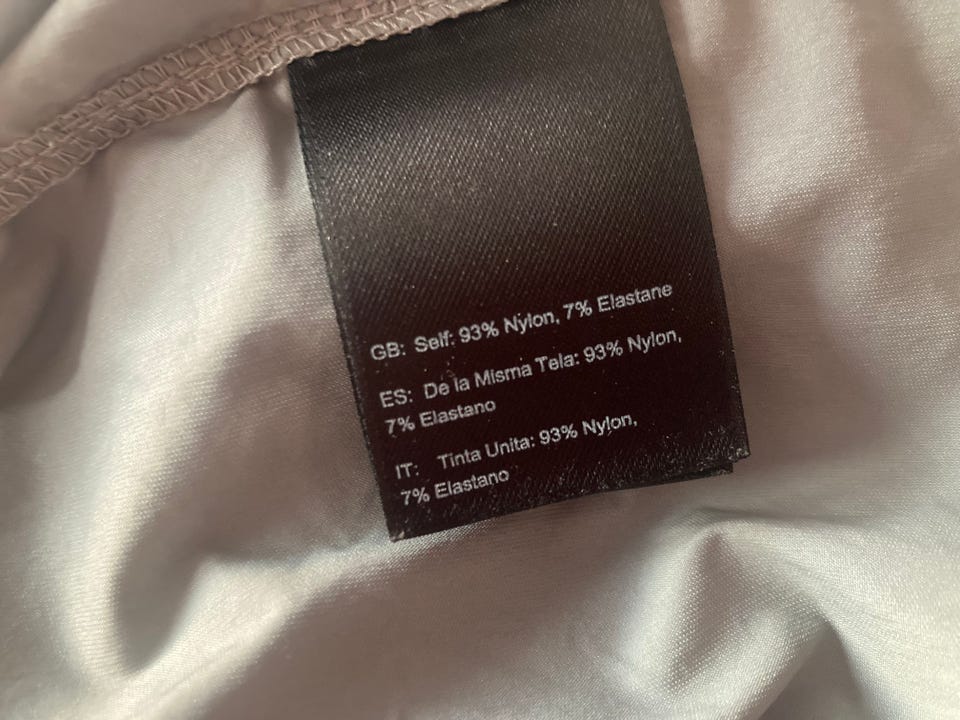 GB: Self: 93% Nylon, 7% Elastane
ES: De la Misma Tela: 93% Nylon,
7% Elastano
IT: Tinta Unita: 93% Nylon,
7% Elastano